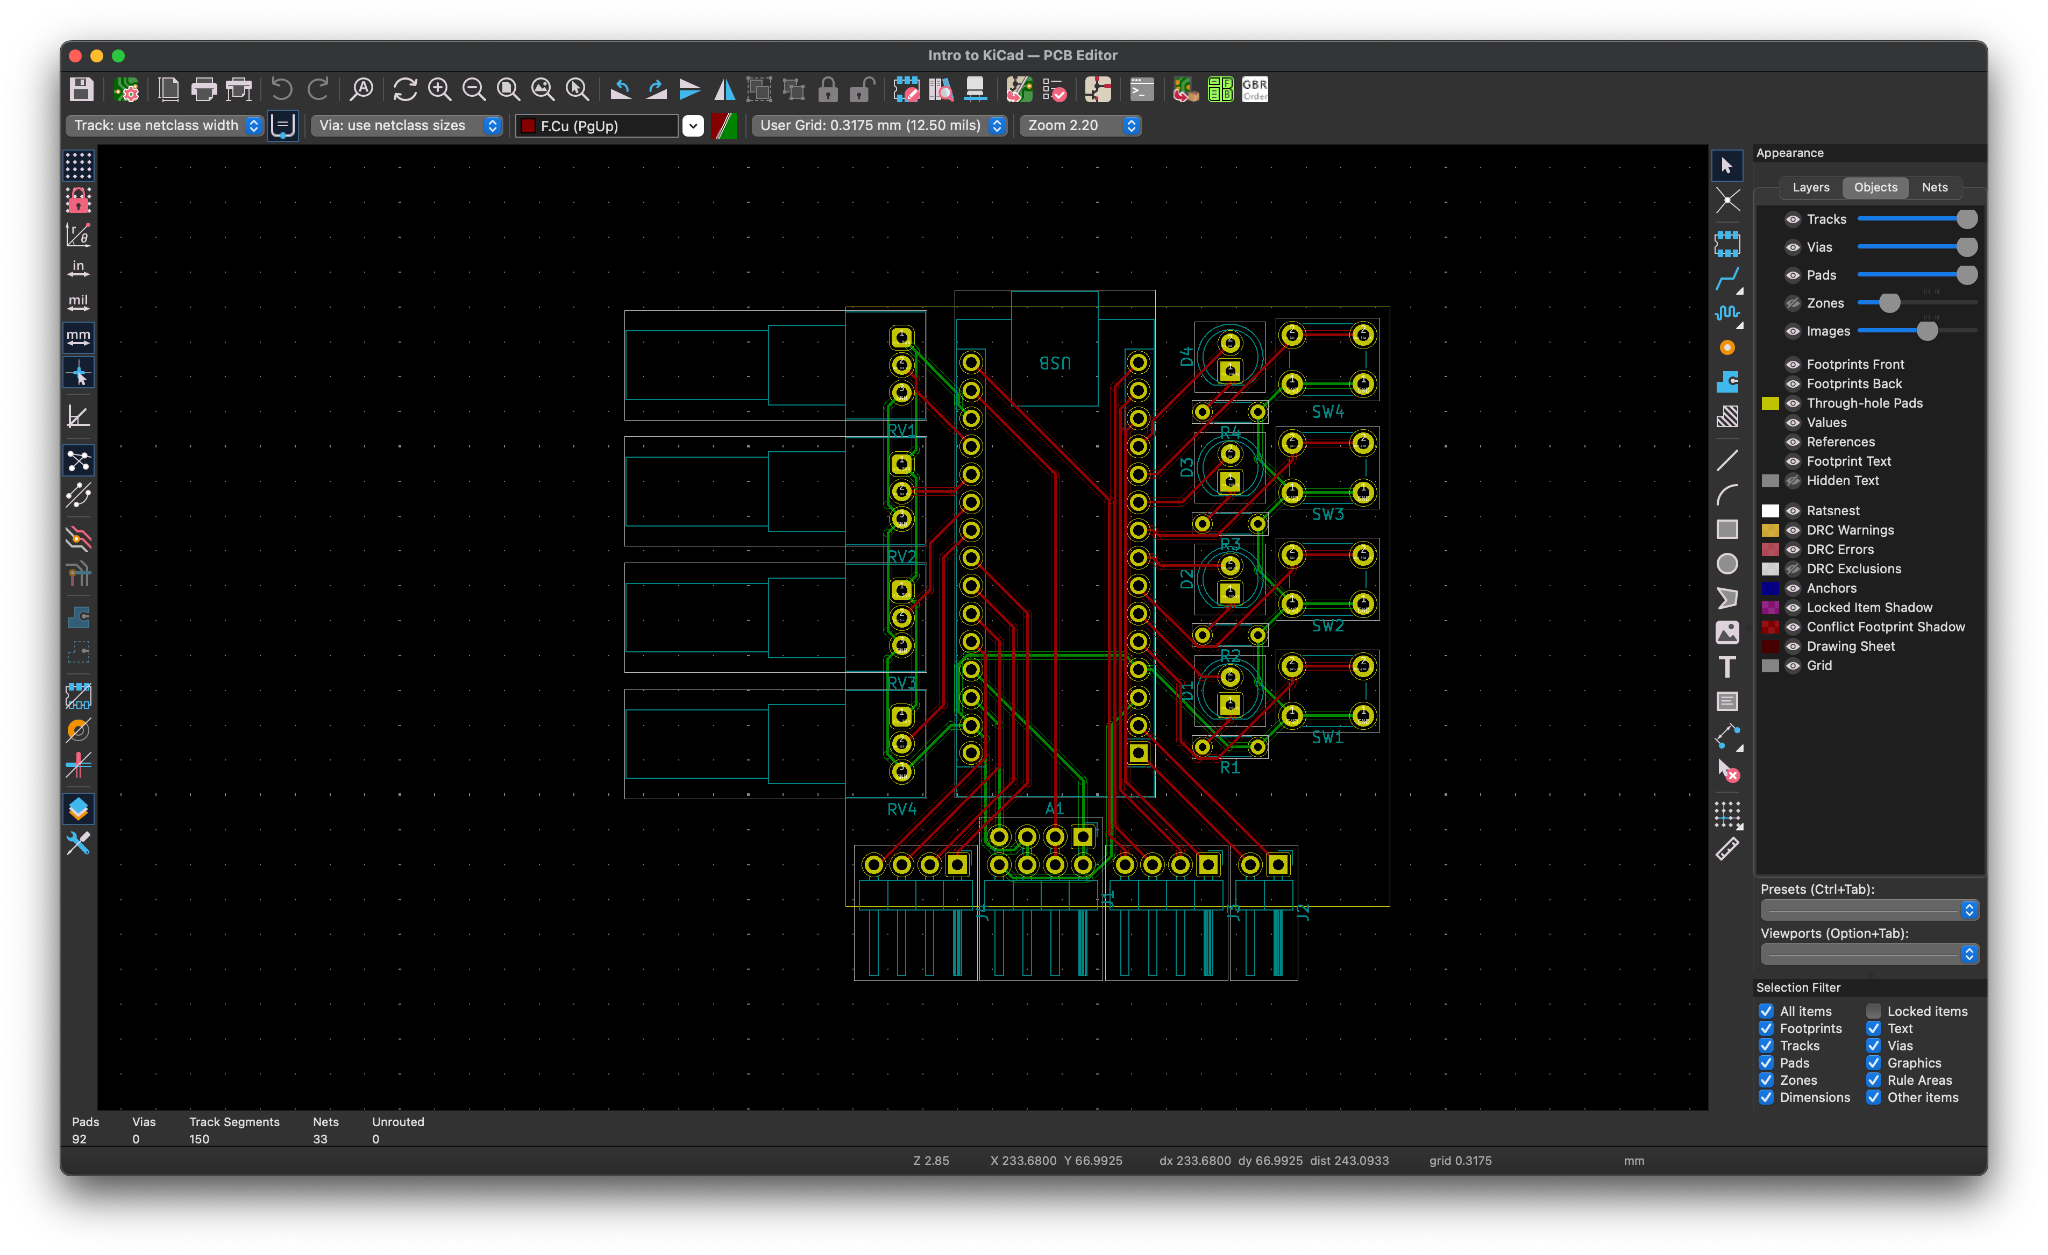 Intro to KiCad — PCB Editor
GBR
Order
Track: use netclass width
Via: use netclass sizes
F.Cu (PgUp)
User Grid: 0.3175 mm (12.50 mils)
Zoom 2.20
in
mil
mm
USB
RV1
RV2
RV3
RV4
A1
D4
R4
SW4
D3
R3
SW3
D2
R2
SW2
D1
R1
SW1
J4
J1
J3
J2
Appearance
Layers
Objects
Nets
Tracks
Vias
Pads
Zones
Images
Footprints Front
Footprints Back
Through-hole Pads
Values
References
Footprint Text
Hidden Text
Ratsnest
DRC Warnings
DRC Errors
DRC Exclusions
Anchors
Locked Item Shadow
Conflict Footprint Shadow
Drawing Sheet
Grid
Presets (Ctrl+Tab):
Viewports (Option+Tab):
Selection Filter
All items Locked items
Footprints Text
Tracks Vias
Pads Graphics
Zones Rule Areas
Dimensions Other items
Pads Vias Track Segments Nets Unrouted
92 0 150 33 0
Z 2.85 X 233.6800 Y 66.9925 dx 233.6800 dy 66.9925 dist 243.0933 grid 0.3175 mm